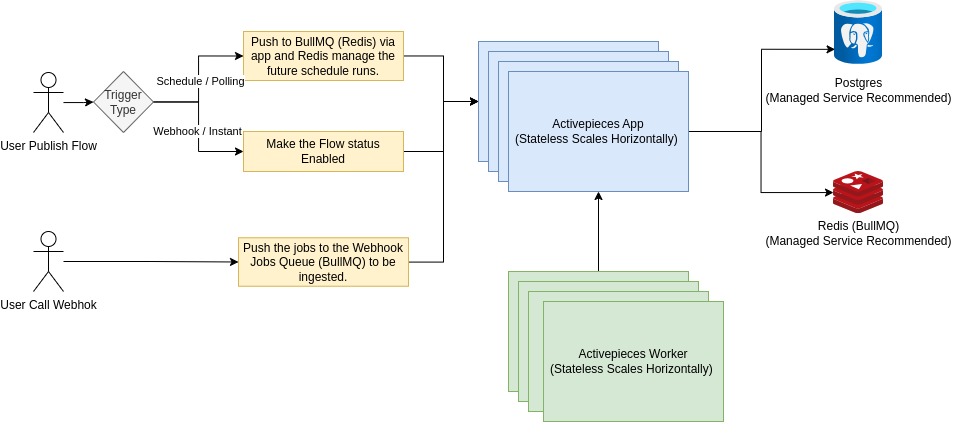 Push to BullMQ (Redis) via
app and Redis manage the
future schedule runs.
Schedule / Polling
Trigger
Type
User Publish Flow
Webhook / Instant
Make the Flow status
Enabled
User Call Webhok
Push the jobs to the Webhook
Jobs Queue (BullMQ) to be
ingested.
Activepieces App
(Stateless Scales Horizontally)
Activepieces Worker
(Stateless Scales Horizontally)
Postgres
(Managed Service Recommended)
Redis (BullMQ)
(Managed Service Recommended)